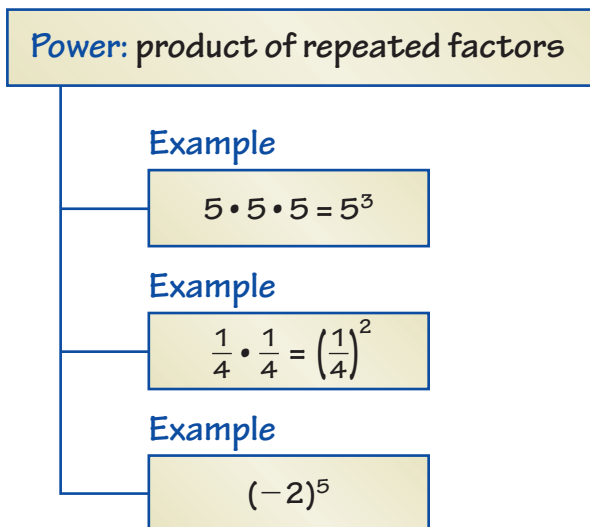 Power: product of repeated factors
Example
5 • 5 • 5 = 5³
Example
1/4 • 1/4 = (1/4)²
Example
(−2)⁵